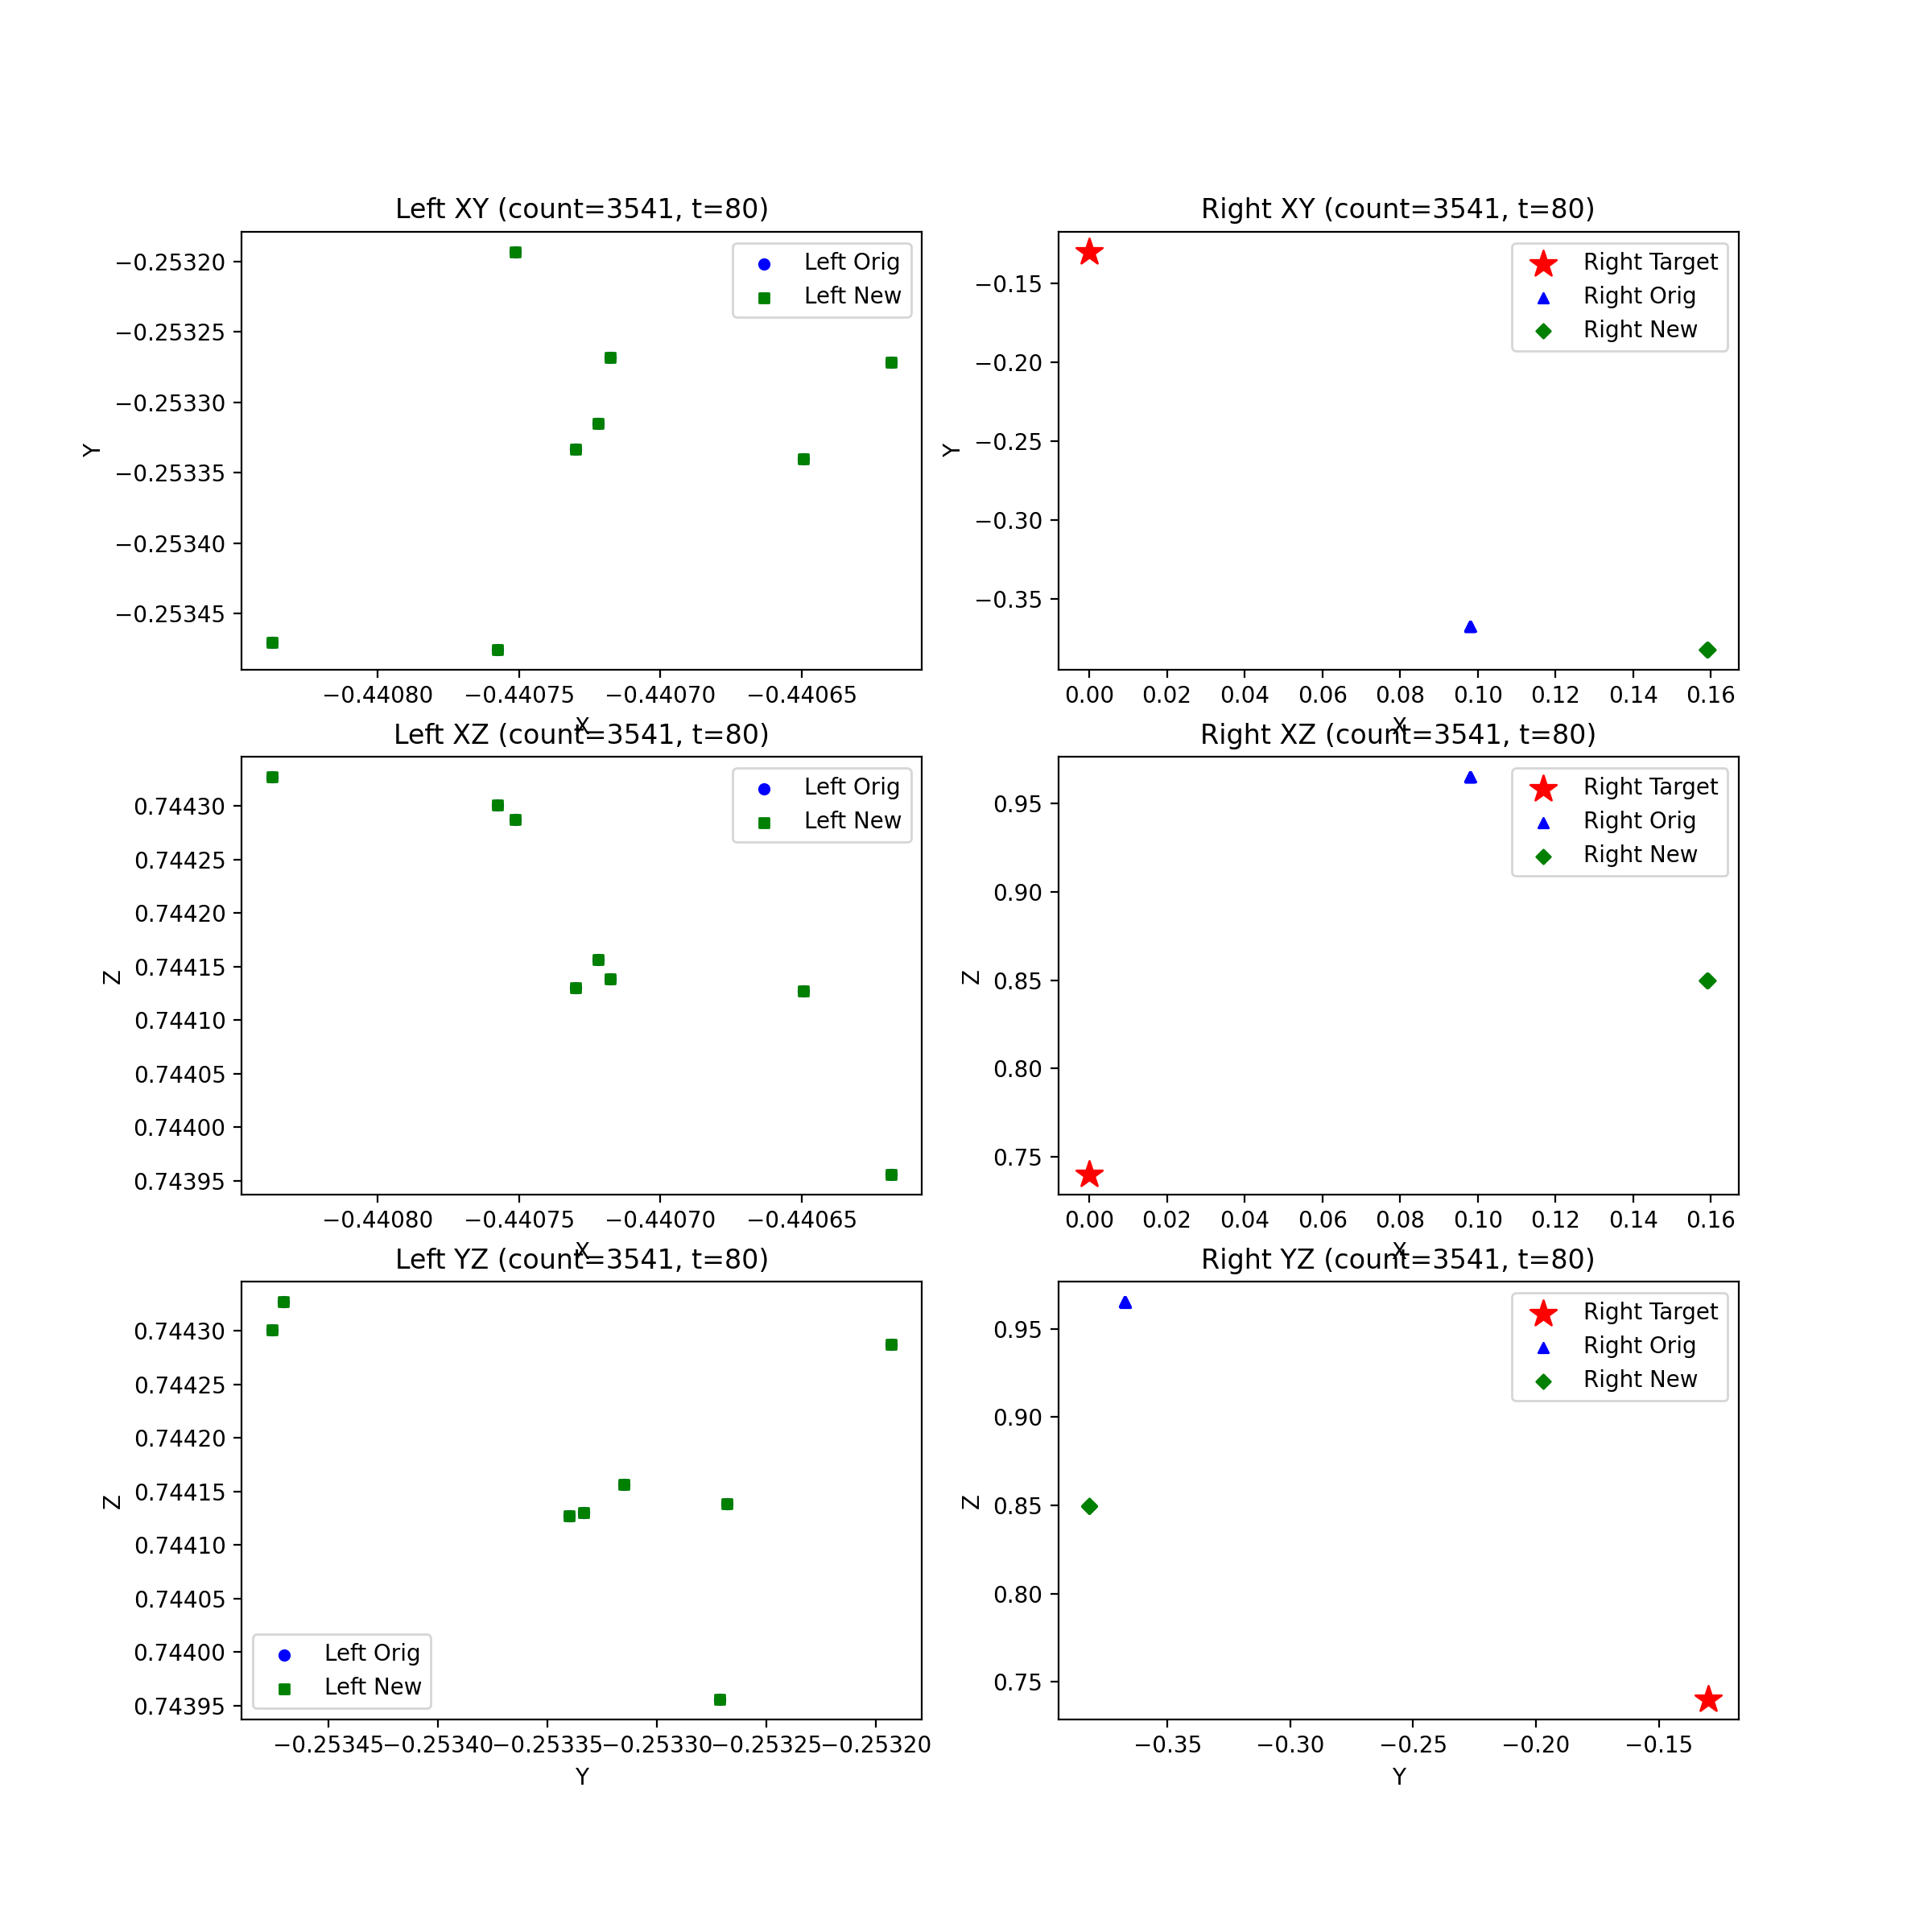 Left XY (count=3541, t=80)
−0.25320
−0.25325
−0.25330
−0.25335
−0.25340
−0.25345
Y
Left Orig
Left New
−0.44080 −0.44075 −0.44070 −0.44065
X
Right XY (count=3541, t=80)
−0.15
−0.20
−0.25
−0.30
−0.35
Y
Right Target
Right Orig
Right New
0.00 0.02 0.04 0.06 0.08 0.10 0.12 0.14 0.16
X
Left XZ (count=3541, t=80)
0.74430
0.74425
0.74420
0.74415
0.74410
0.74405
0.74400
0.74395
Z
Left Orig
Left New
−0.44080 −0.44075 −0.44070 −0.44065
X
Right XZ (count=3541, t=80)
0.95
0.90
0.85
0.80
0.75
Z
Right Target
Right Orig
Right New
0.00 0.02 0.04 0.06 0.08 0.10 0.12 0.14 0.16
X
Left YZ (count=3541, t=80)
0.74430
0.74425
0.74420
0.74415
0.74410
0.74405
0.74400
0.74395
Z
Left Orig
Left New
−0.25345 −0.25340 −0.25335 −0.25330 −0.25325 −0.25320
Y
Right YZ (count=3541, t=80)
0.95
0.90
0.85
0.80
0.75
Z
Right Target
Right Orig
Right New
−0.35 −0.30 −0.25 −0.20 −0.15
Y